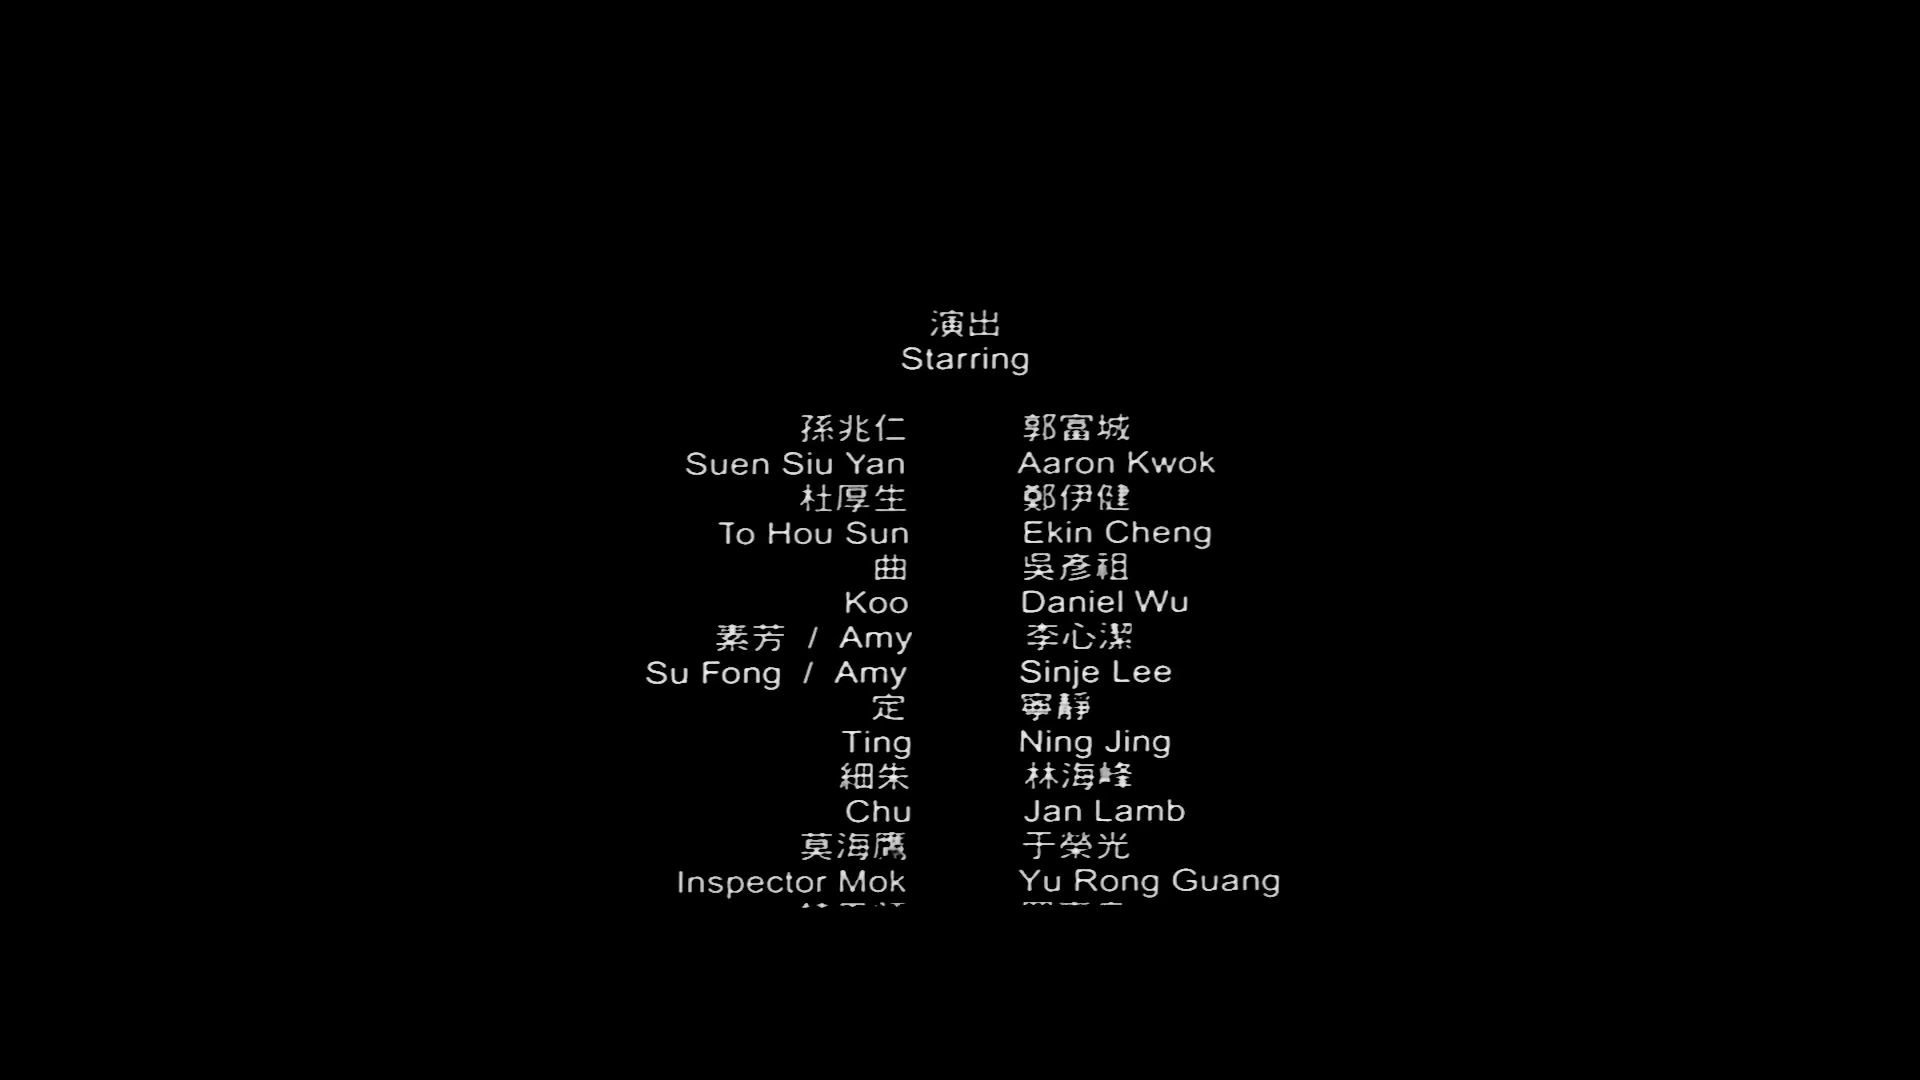 演出
Starring
孫兆仁 郭富城
Suen Siu Yan Aaron Kwok
杜厚生 鄭伊健
To Hou Sun Ekin Cheng
曲 吳彥祖
Koo Daniel Wu
素芳 / Amy 李心潔
Su Fong / Amy Sinje Lee
定 寧靜
Ting Ning Jing
細朱 林海峰
Chu Jan Lamb
莫海鷹 于榮光
Inspector Mok Yu Rong Guang